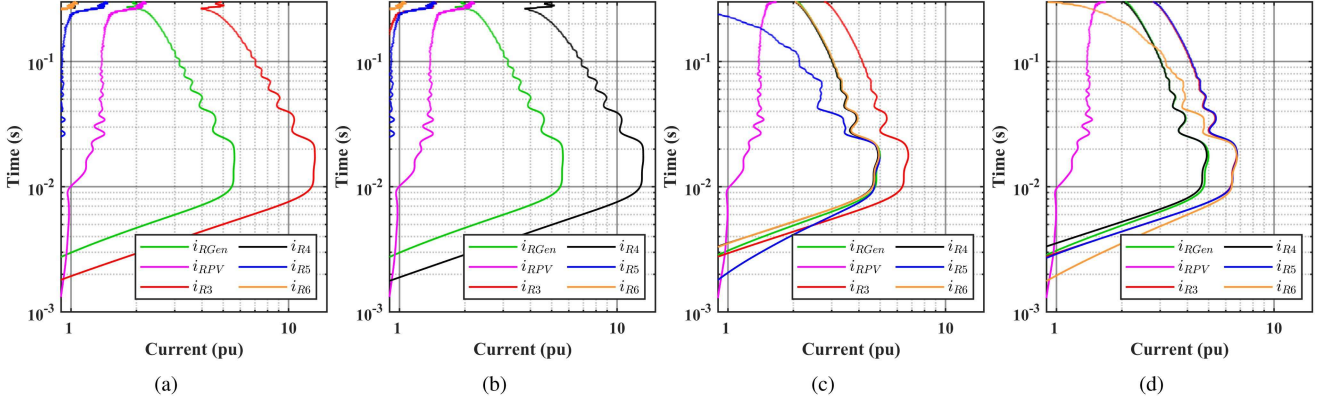 10⁻¹
10⁻²
10⁻³
Time (s)
1
10
Current (pu)
i_RGen
i_R4
i_RPV
i_R5
i_R3
i_R6
(a)
10⁻¹
10⁻²
10⁻³
Time (s)
1
10
Current (pu)
i_RGen
i_R4
i_RPV
i_R5
i_R3
i_R6
(b)
10⁻¹
10⁻²
10⁻³
Time (s)
1
10
Current (pu)
i_RGen
i_R4
i_RPV
i_R5
i_R3
i_R6
(c)
10⁻¹
10⁻²
10⁻³
Time (s)
1
10
Current (pu)
i_RGen
i_R4
i_RPV
i_R5
i_R3
i_R6
(d)